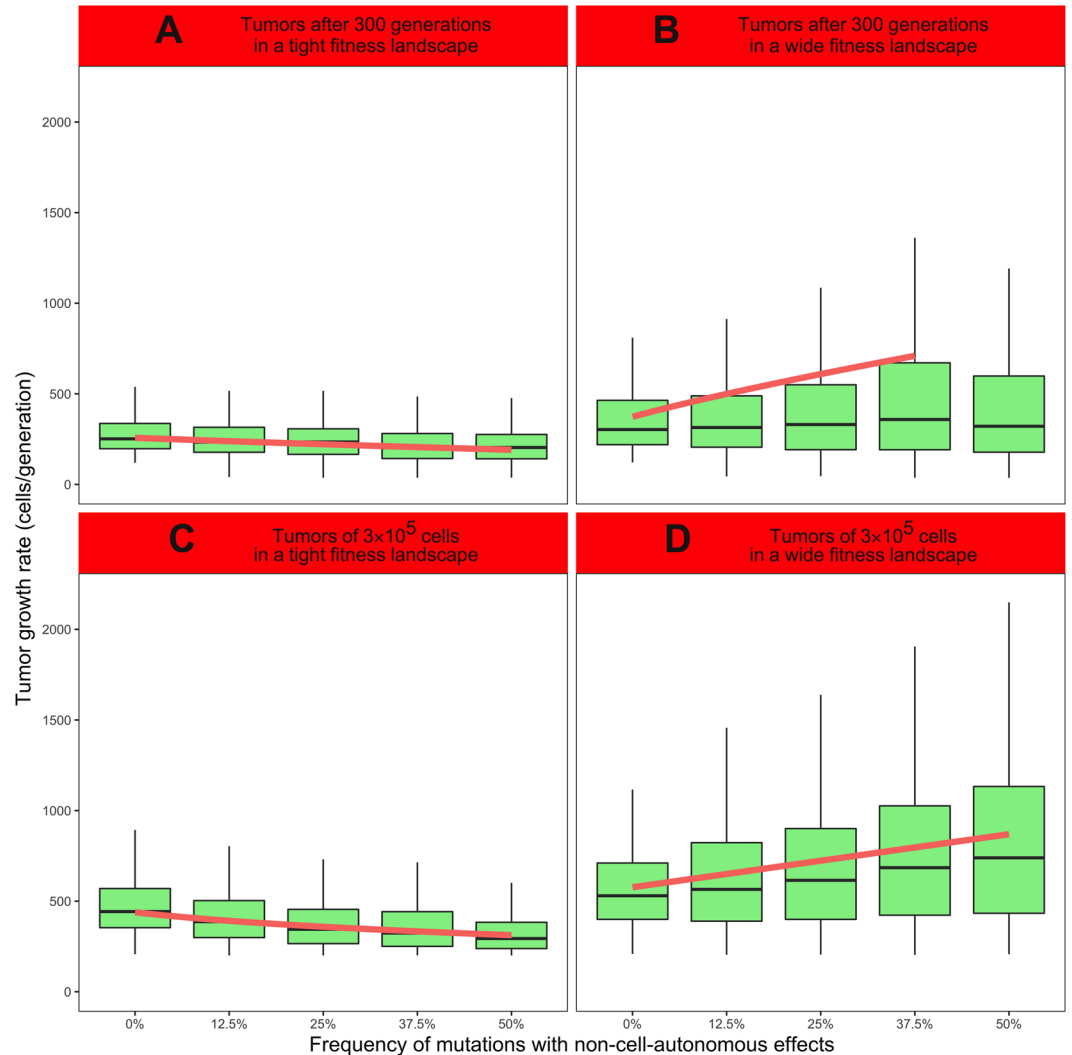 A
Tumors after 300 generations
in a tight fitness landscape
B
Tumors after 300 generations
in a wide fitness landscape
2000
1500
1000
500
0
C
Tumors of 3×10⁵ cells
in a tight fitness landscape
D
Tumors of 3×10⁵ cells
in a wide fitness landscape
2000
1500
1000
500
0
Tumor growth rate (cells/generation)
0% 12.5% 25% 37.5% 50%
0% 12.5% 25% 37.5% 50%
Frequency of mutations with non-cell-autonomous effects